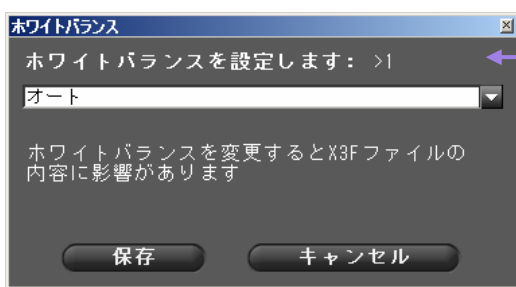 ホワイトバランス
ホワイトバランスを設定します: >1
オート
ホワイトバランスを変更するとX3Fファイルの
内容に影響があります
保存
キャンセル